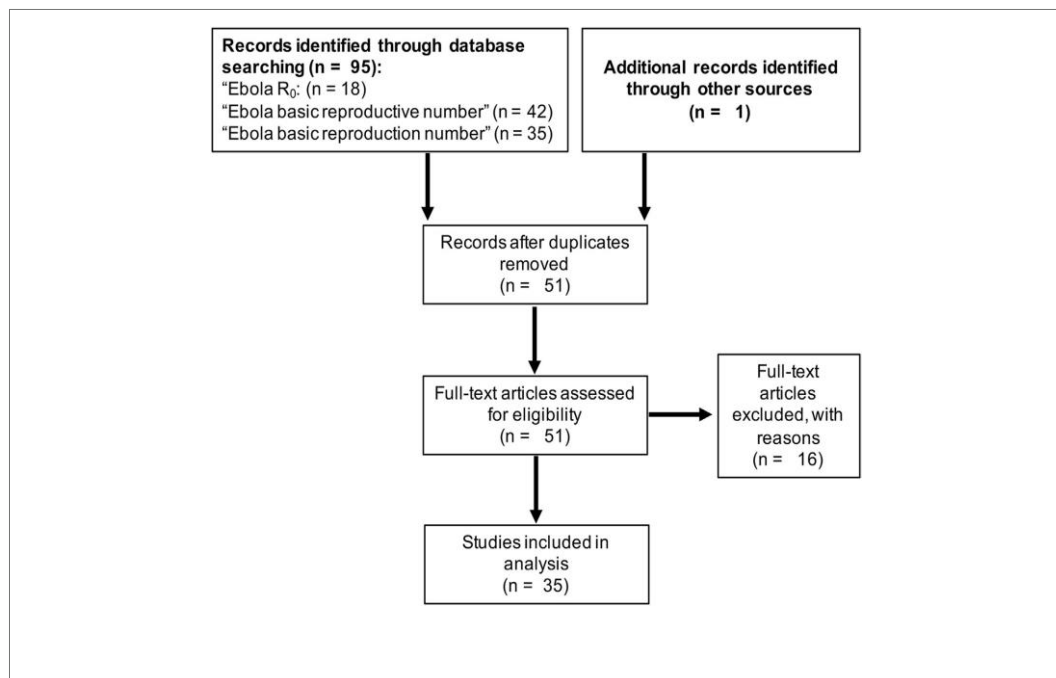 Records identified through database
searching (n = 95):
“Ebola R₀: (n = 18)
“Ebola basic reproductive number” (n = 42)
“Ebola basic reproduction number” (n = 35)
Additional records identified
through other sources
(n = 1)
Records after duplicates
removed
(n = 51)
Full-text articles assessed
for eligibility
(n = 51)
Full-text
articles
excluded, with
reasons
(n = 16)
Studies included in
analysis
(n = 35)